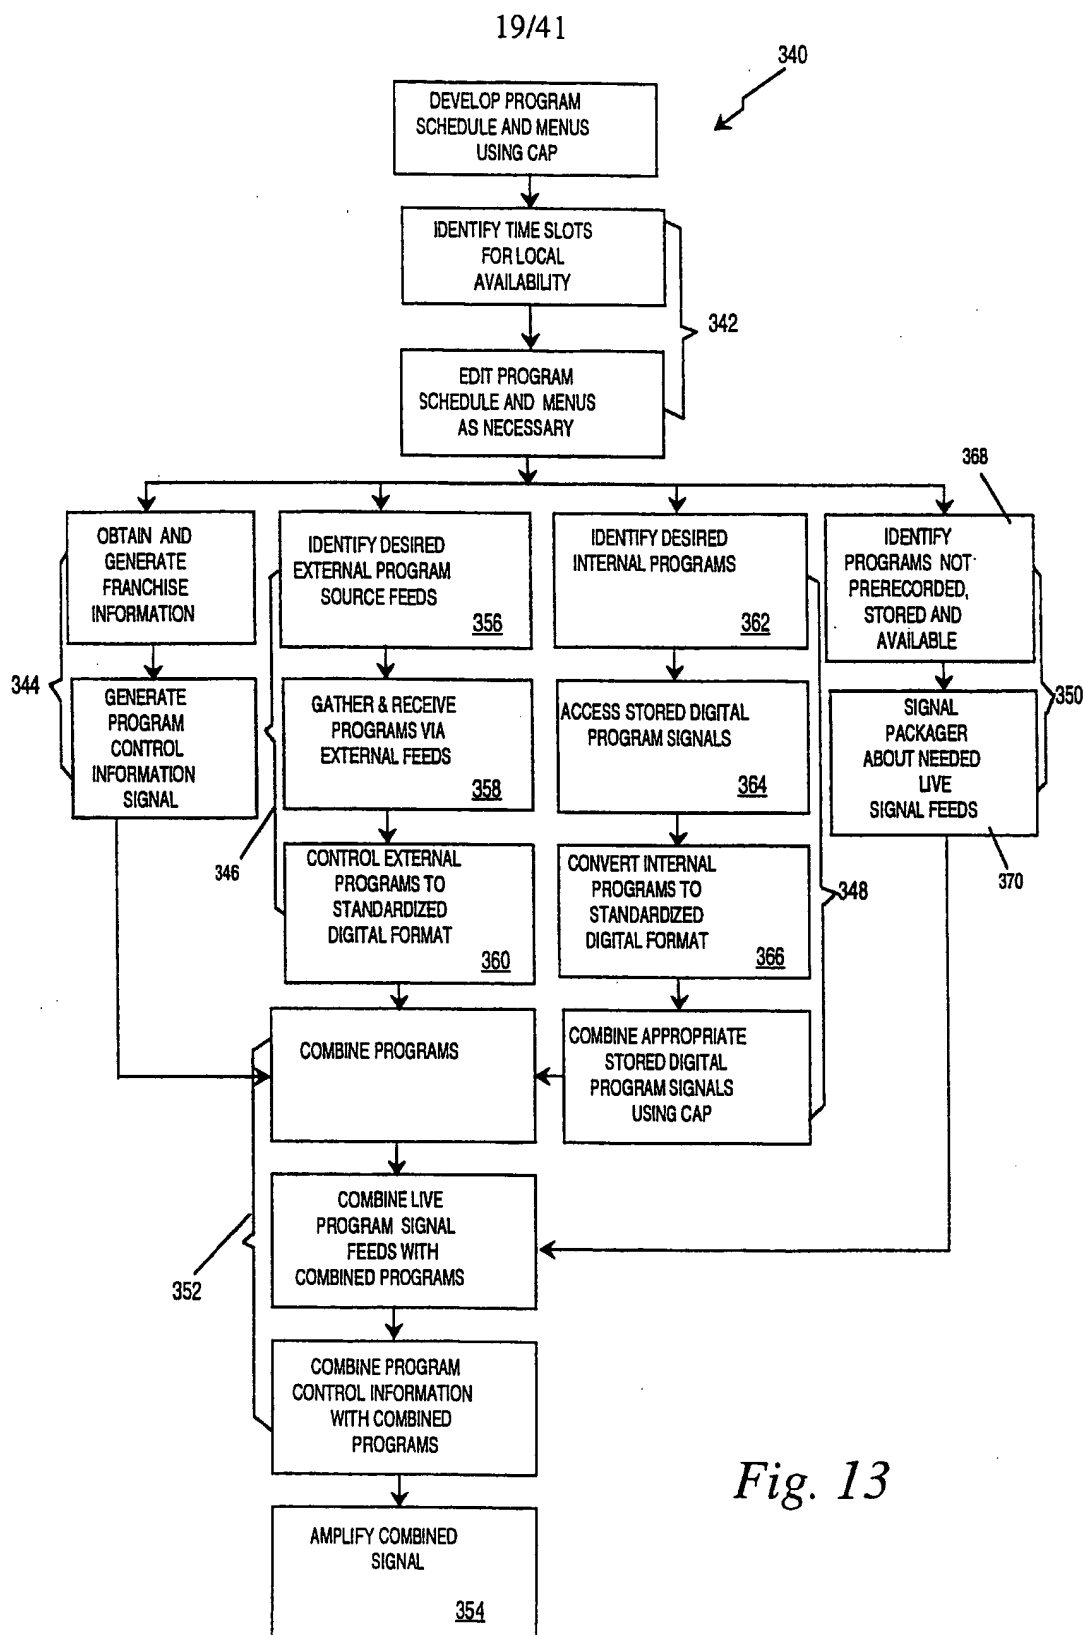 19/41
340
DEVELOP PROGRAM
SCHEDULE AND MENUS
USING CAP
IDENTIFY TIME SLOTS
FOR LOCAL
AVAILABILITY
342
EDIT PROGRAM
SCHEDULE AND MENUS
AS NECESSARY
368
OBTAIN AND
GENERATE
FRANCHISE
INFORMATION
IDENTIFY DESIRED
EXTERNAL PROGRAM
SOURCE FEEDS
356
IDENTIFY DESIRED
INTERNAL PROGRAMS
362
IDENTIFY
PROGRAMS NOT
PRERECORDED,
STORED AND
AVAILABLE
344
350
GENERATE
PROGRAM
CONTROL
INFORMATION
SIGNAL
GATHER & RECEIVE
PROGRAMS VIA
EXTERNAL FEEDS
358
ACCESS STORED DIGITAL
PROGRAM SIGNALS
364
SIGNAL
PACKAGER
ABOUT NEEDED
LIVE
SIGNAL FEEDS
346
370
CONTROL EXTERNAL
PROGRAMS TO
STANDARDIZED
DIGITAL FORMAT
360
CONVERT INTERNAL
PROGRAMS TO
STANDARDIZED
DIGITAL FORMAT
366
348
COMBINE PROGRAMS
COMBINE APPROPRIATE
STORED DIGITAL
PROGRAM SIGNALS
USING CAP
COMBINE LIVE
PROGRAM SIGNAL
FEEDS WITH
COMBINED PROGRAMS
352
COMBINE PROGRAM
CONTROL INFORMATION
WITH COMBINED
PROGRAMS
AMPLIFY COMBINED
SIGNAL
354
Fig. 13